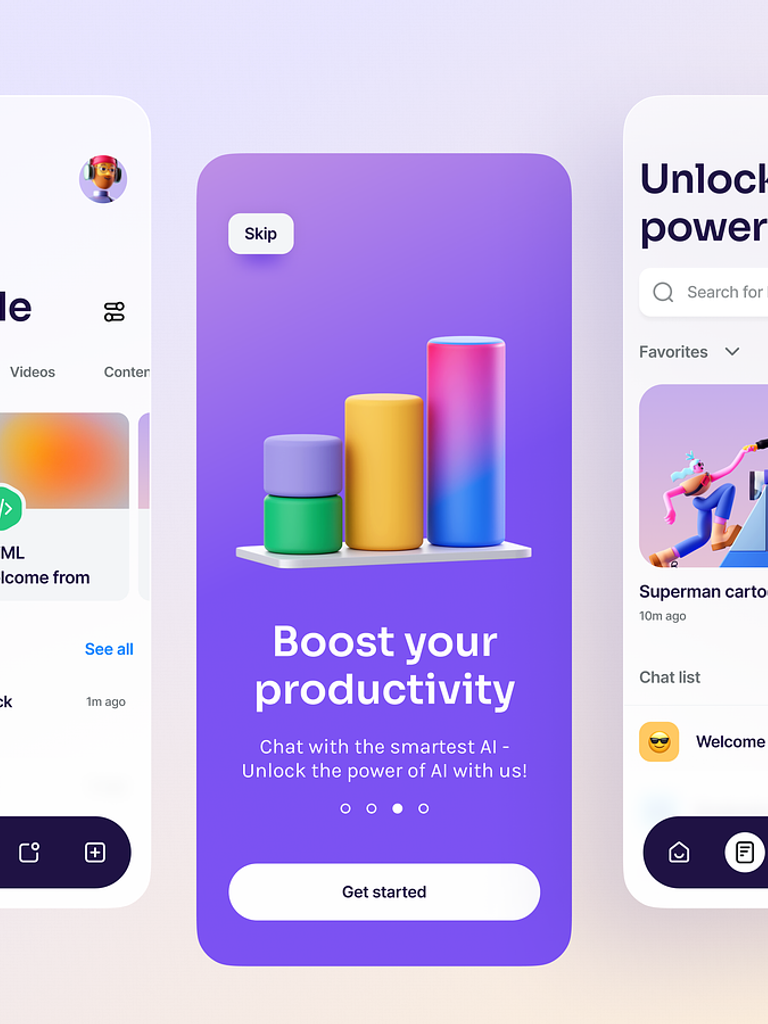 le
Videos
Conten
ML
lcome from
See all
ck
1m ago
Skip
Boost your
productivity
Chat with the smartest AI -
Unlock the power of AI with us!
Get started
Unlock
power
Search for
Favorites
Superman carto
10m ago
Chat list
Welcome